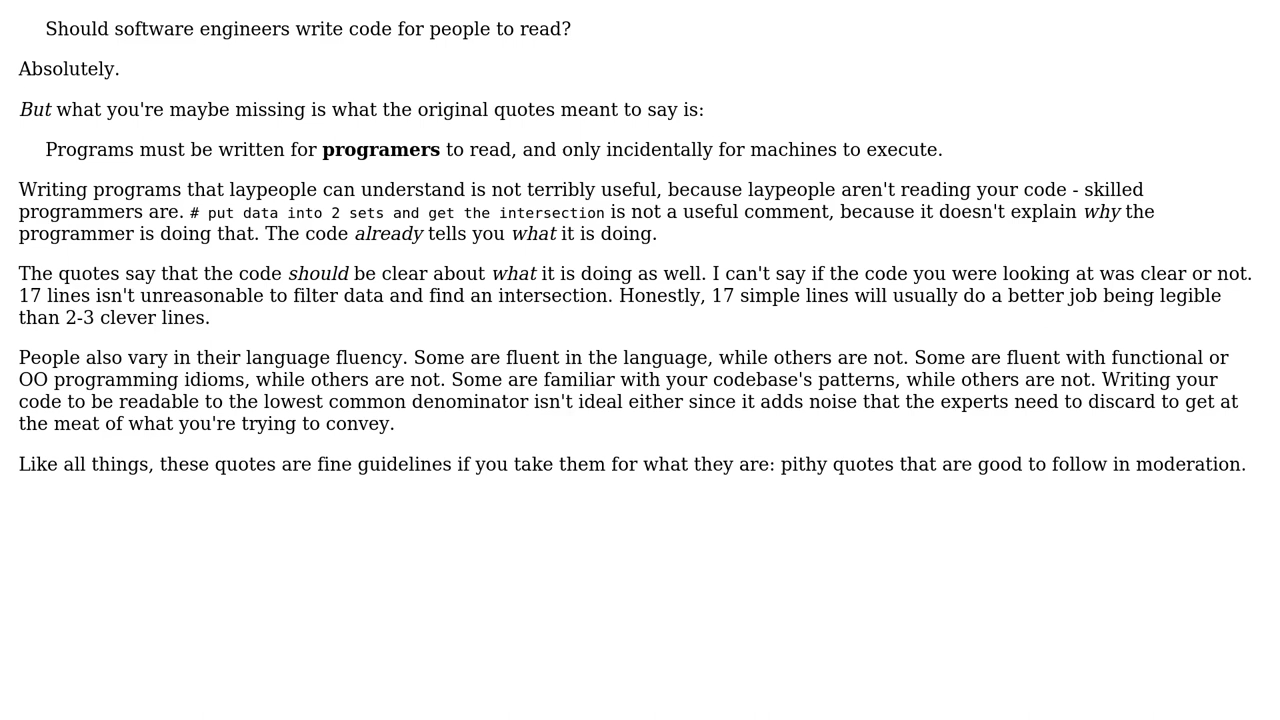 Should software engineers write code for people to read?
Absolutely.
But what you're maybe missing is what the original quotes meant to say is:
Programs must be written for programers to read, and only incidentally for machines to execute.
Writing programs that laypeople can understand is not terribly useful, because laypeople aren't reading your code - skilled
programmers are. # put data into 2 sets and get the intersection is not a useful comment, because it doesn't explain why the
programmer is doing that. The code already tells you what it is doing.
The quotes say that the code should be clear about what it is doing as well. I can't say if the code you were looking at was clear or not.
17 lines isn't unreasonable to filter data and find an intersection. Honestly, 17 simple lines will usually do a better job being legible
than 2-3 clever lines.
People also vary in their language fluency. Some are fluent in the language, while others are not. Some are fluent with functional or
OO programming idioms, while others are not. Some are familiar with your codebase's patterns, while others are not. Writing your
code to be readable to the lowest common denominator isn't ideal either since it adds noise that the experts need to discard to get at
the meat of what you're trying to convey.
Like all things, these quotes are fine guidelines if you take them for what they are: pithy quotes that are good to follow in moderation.